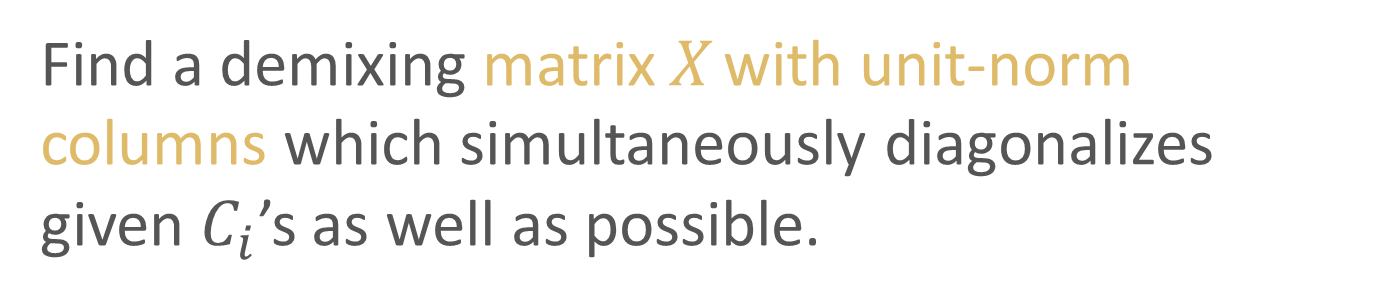 Find a demixing matrix X with unit-norm
columns which simultaneously diagonalizes
given Cᵢ’s as well as possible.